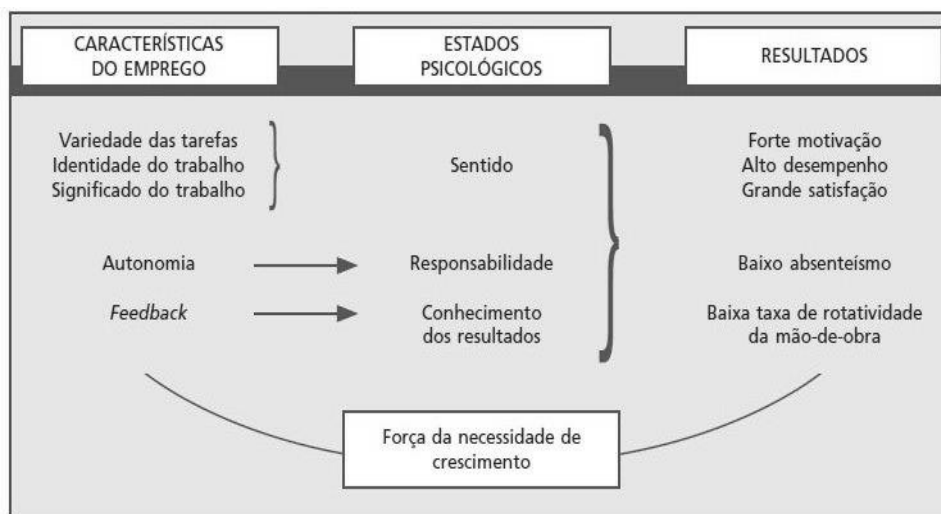 CARACTERÍSTICAS
DO EMPREGO
ESTADOS
PSICOLÓGICOS
RESULTADOS
Variedade das tarefas
Identidade do trabalho
Significado do trabalho
Sentido
Forte motivação
Alto desempenho
Grande satisfação
Autonomia
Responsabilidade
Baixo absenteísmo
Feedback
Conhecimento
dos resultados
Baixa taxa de rotatividade
da mão-de-obra
Força da necessidade de
crescimento